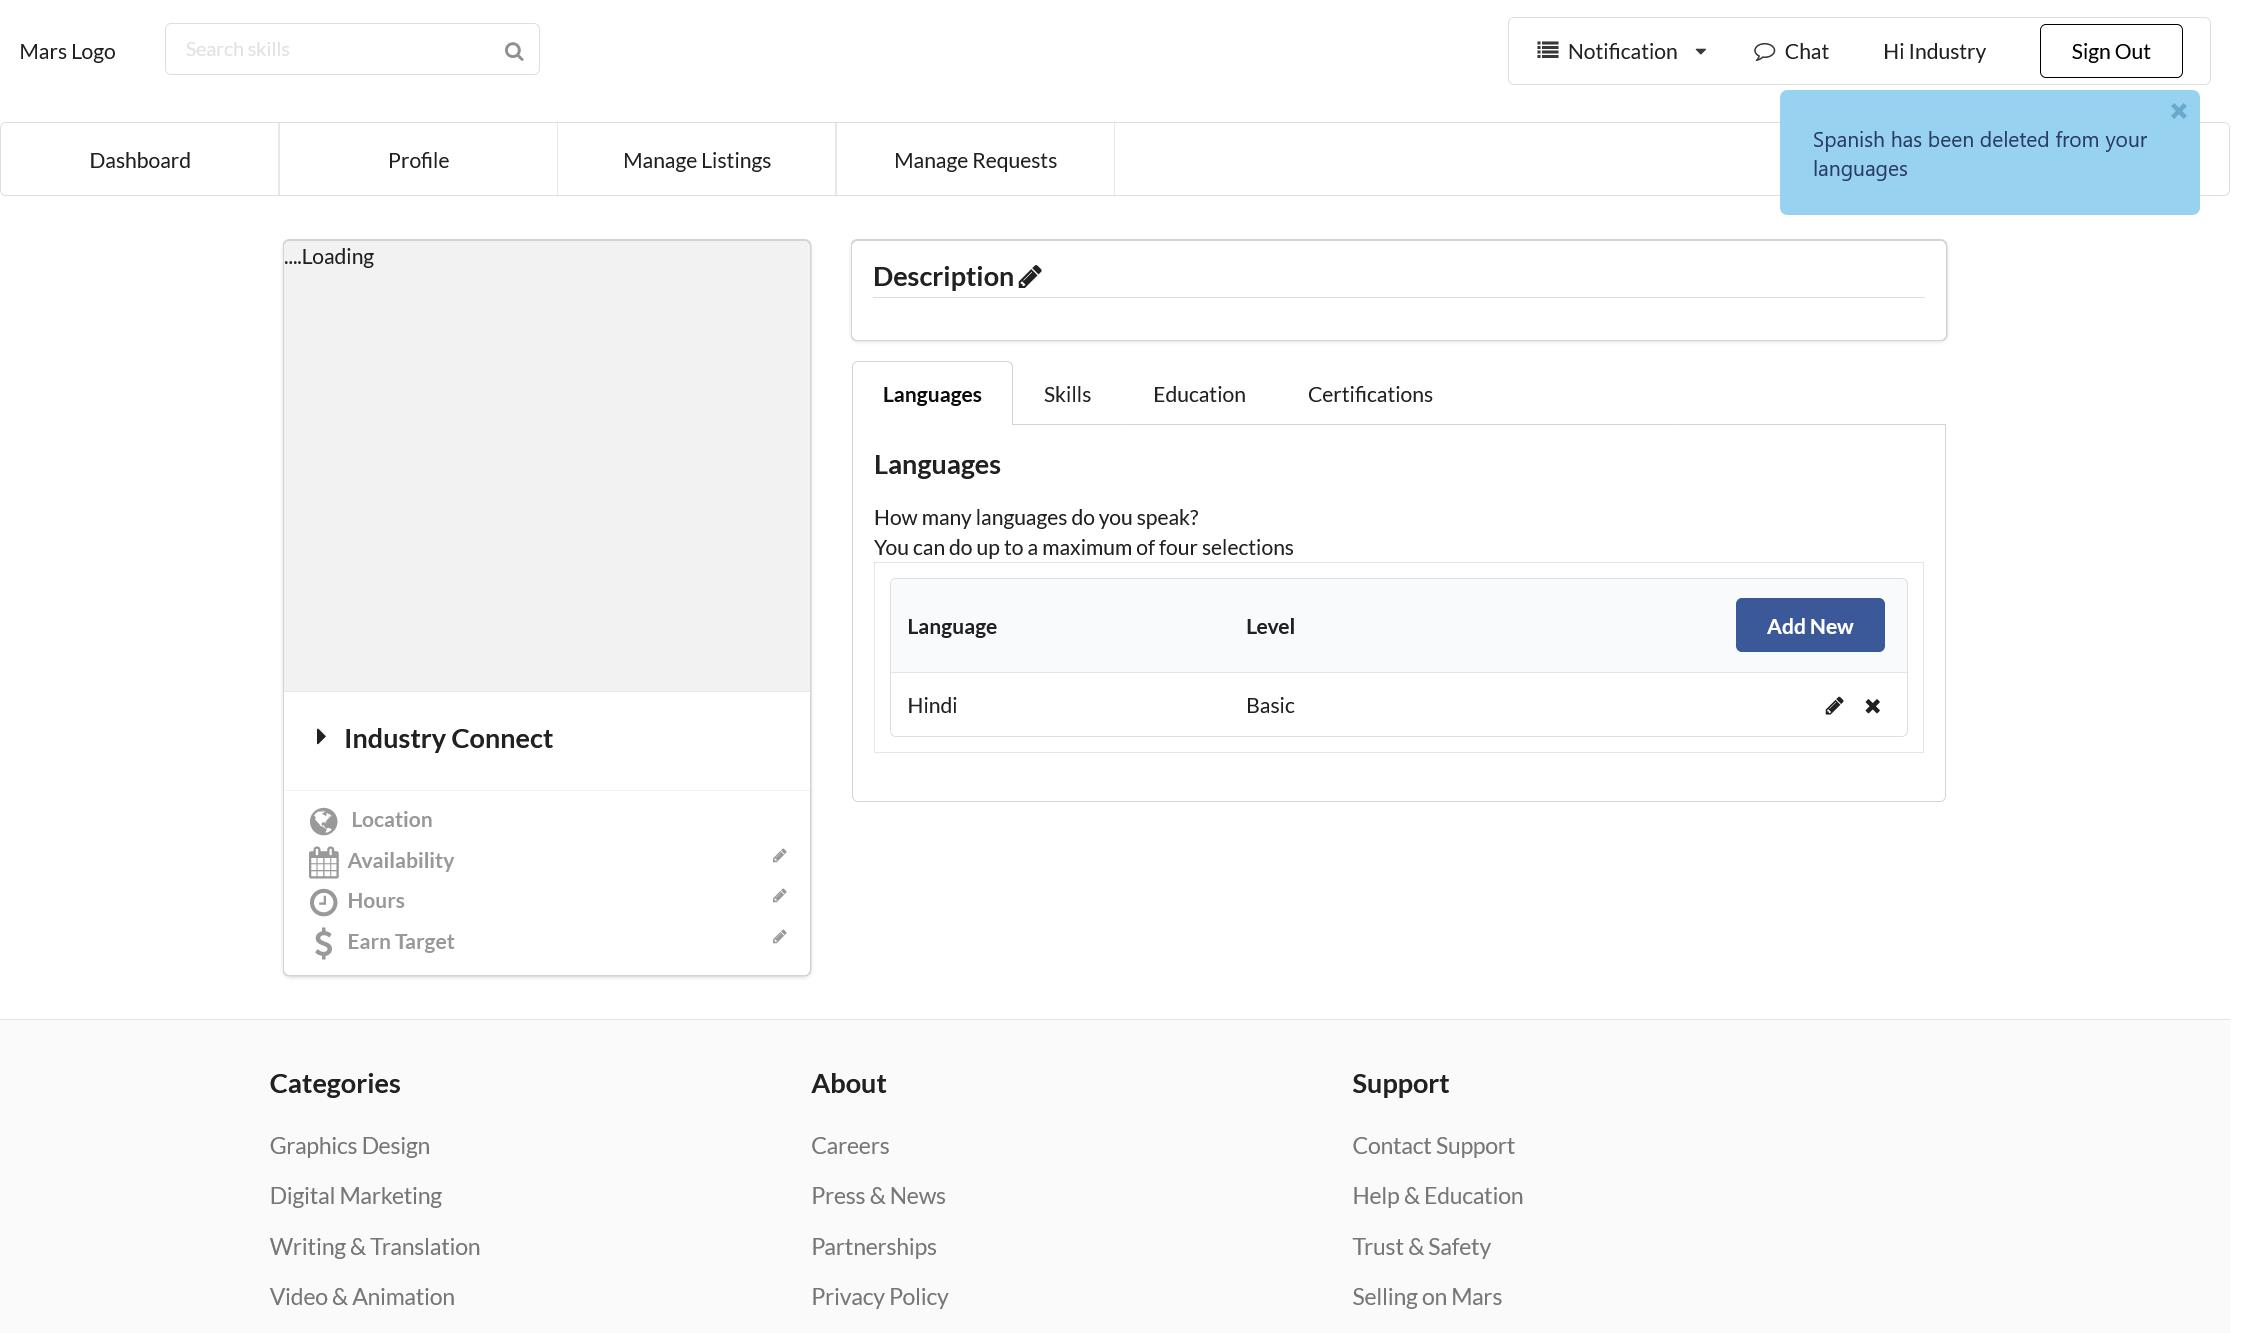 Mars Logo
Search skills
Notification
Chat
Hi Industry
Sign Out
Spanish has been deleted from your
languages
Dashboard
Profile
Manage Listings
Manage Requests
....Loading
Industry Connect
Location
Availability
Hours
Earn Target
Description
Languages
Skills
Education
Certifications
Languages
How many languages do you speak?
You can do up to a maximum of four selections
Language
Level
Add New
Hindi
Basic
Categories
Graphics Design
Digital Marketing
Writing & Translation
Video & Animation
About
Careers
Press & News
Partnerships
Privacy Policy
Support
Contact Support
Help & Education
Trust & Safety
Selling on Mars